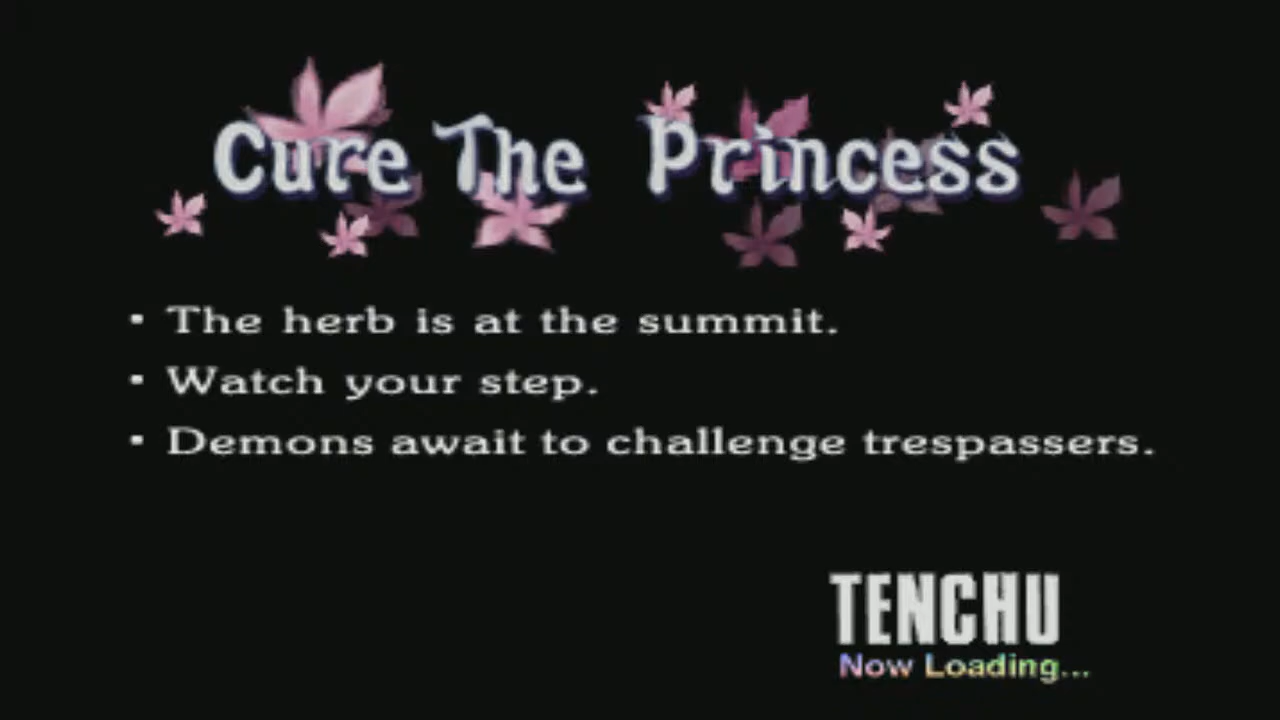 Cure The Princess
· The herb is at the summit.
· Watch your step.
· Demons await to challenge trespassers.
TENCHU
Now Loading...